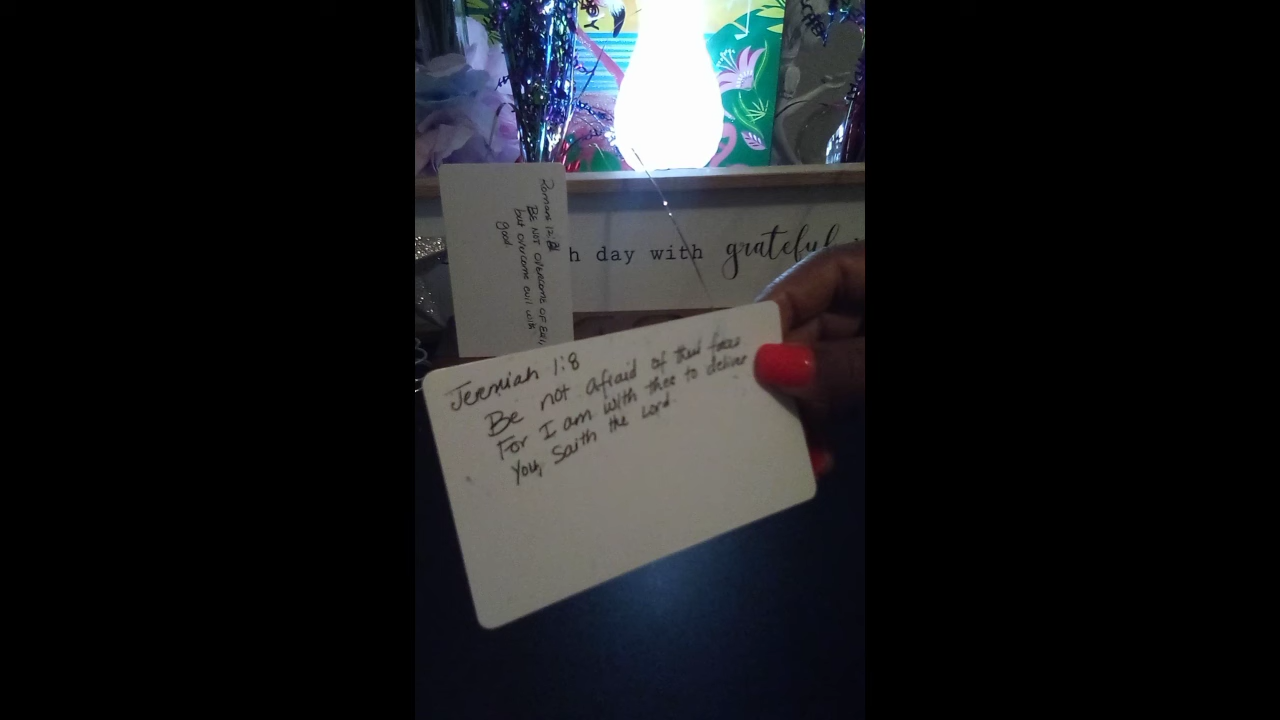 Romans 12:21
BE NOT OVERCOME OF EVIL
but overcome evil with
good.
h day with grateful
Jeremiah 1:8
Be not afraid of their faces
For I am with thee to deliver
You, Saith the Lord